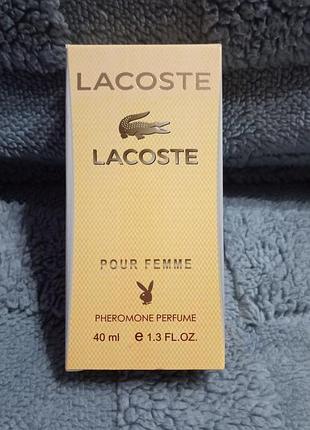 LACOSTE
LACOSTE
POUR FEMME
PHEROMONE PERFUME
40 ml e 1.3 FL.OZ.